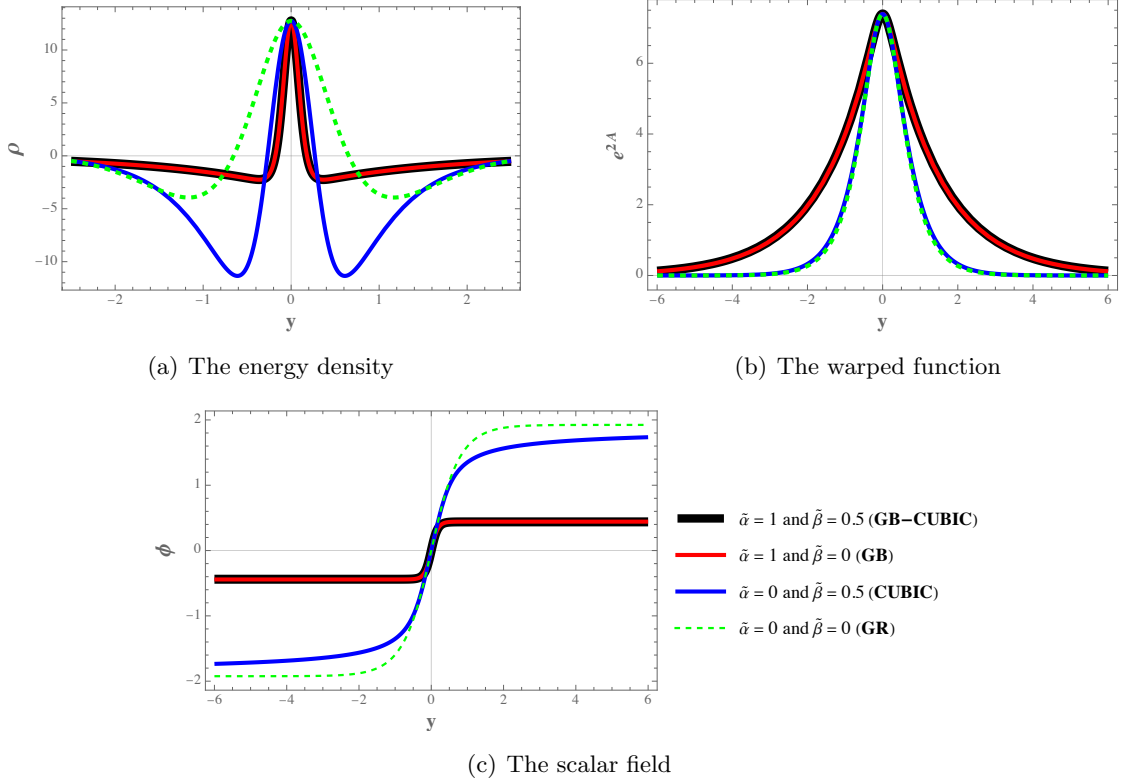 10
5
0
−5
−10
ρ
−2
−1
0
1
2
y
(a) The energy density
6
4
2
0
e^{2 A}
−6
−4
−2
0
2
4
6
y
(b) The warped function
2
1
0
−1
−2
ϕ
−6
−4
−2
0
2
4
6
y
α̃ = 1 and β̃ = 0.5 (GB−CUBIC)
α̃ = 1 and β̃ = 0 (GB)
α̃ = 0 and β̃ = 0.5 (CUBIC)
α̃ = 0 and β̃ = 0 (GR)
(c) The scalar field